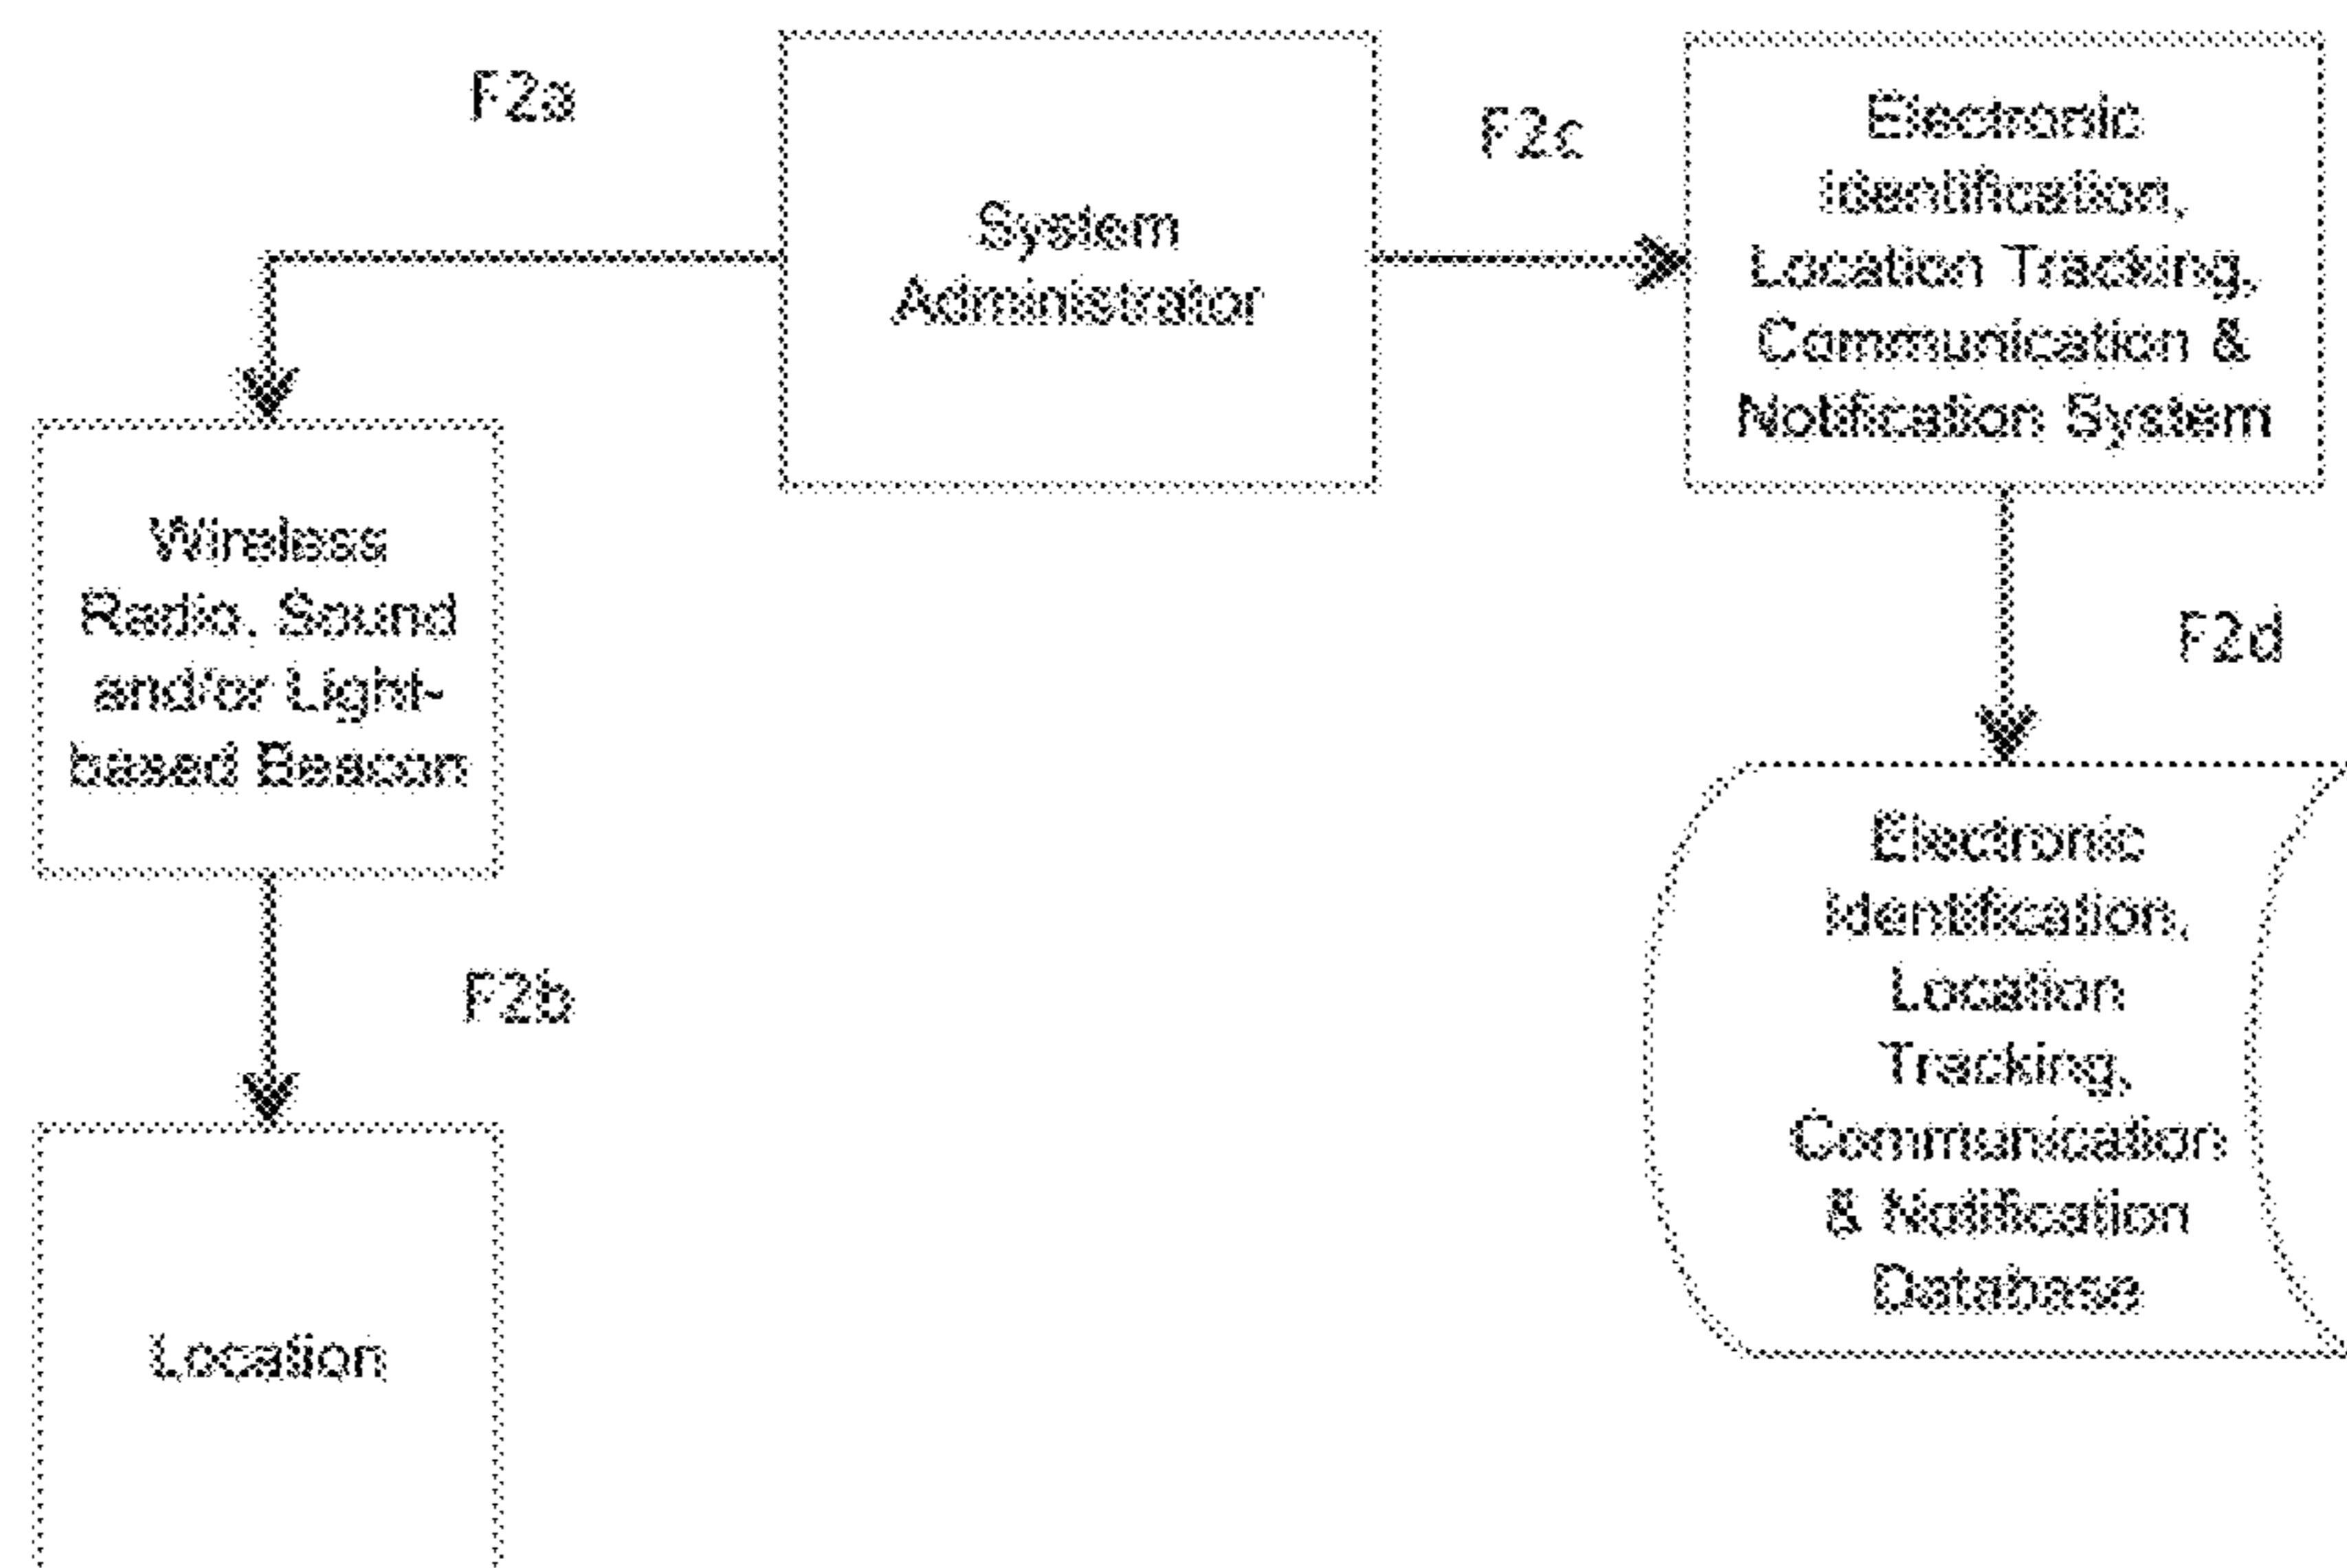 F2a
System
Administrator
F2c
Electronic
Identification,
Location Tracking,
Communication &
Notification System
Wireless
Radio, Sound
and/or Light-
based Beacon
F2d
F2b
Electronic
Identification,
Location
Tracking,
Communication
& Notification
Database
Location